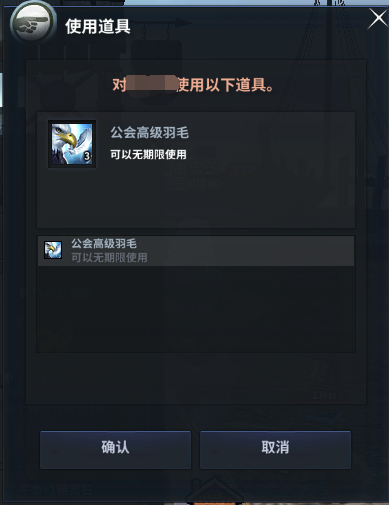 使用道具
对 使用以下道具。
公会高级羽毛
3
可以无期限使用
公会高级羽毛
可以无期限使用
确认 取消